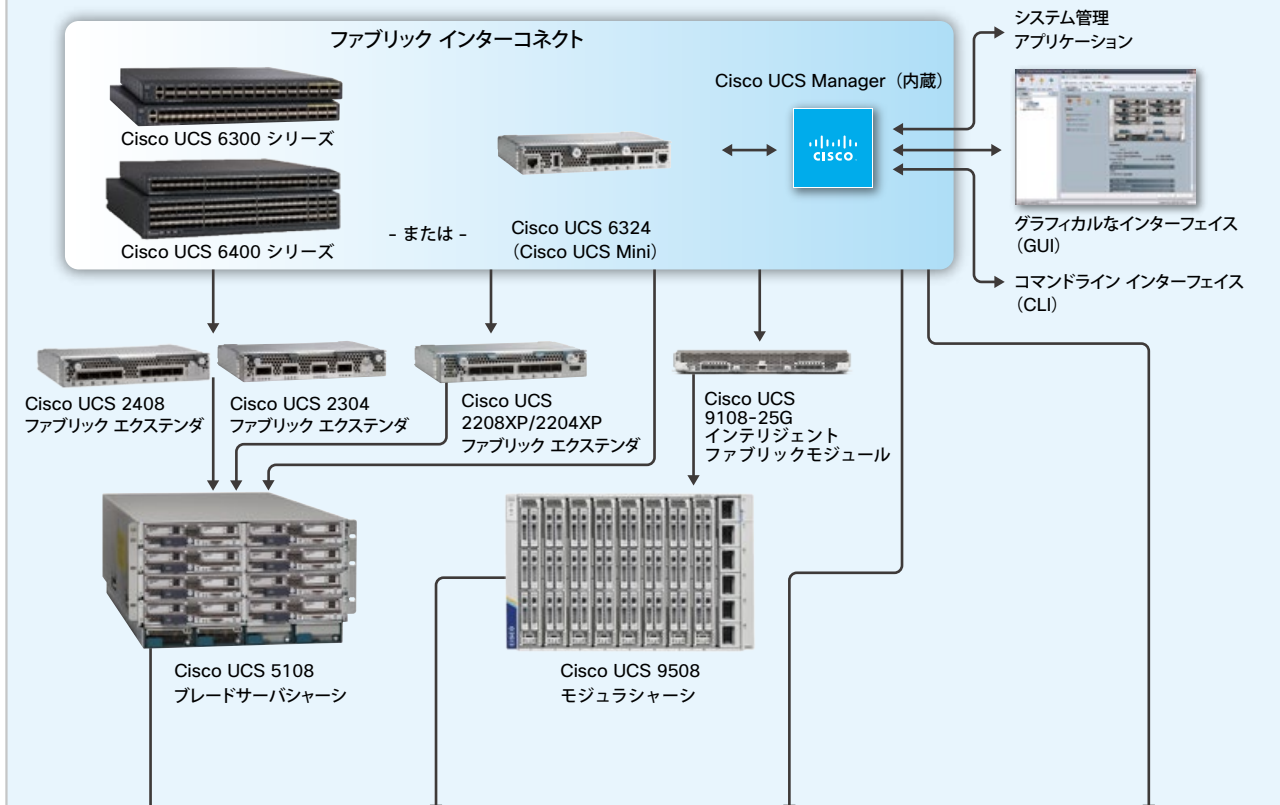 システム管理
アプリケーション
ファブリック インターコネクト
Cisco UCS Manager（内蔵）
Cisco UCS 6300 シリーズ
CISCO
- または -
Cisco UCS 6324
（Cisco UCS Mini）
Cisco UCS 6400 シリーズ
グラフィカルなインターフェイス
（GUI）
コマンドライン インターフェイス
（CLI）
Cisco UCS 2408
ファブリック エクステンダ
Cisco UCS 2304
ファブリック エクステンダ
Cisco UCS
2208XP/2204XP
ファブリック エクステンダ
Cisco UCS
9108-25G
インテリジェント
ファブリックモジュール
Cisco UCS 5108
ブレードサーバシャーシ
Cisco UCS 9508
モジュラシャーシ